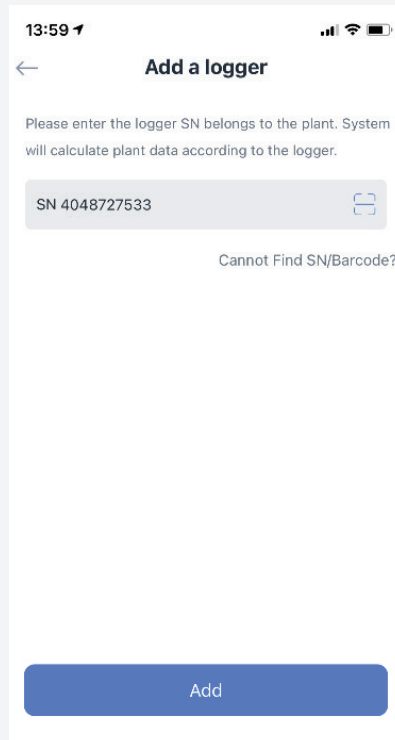 13:59
Add a logger
Please enter the logger SN belongs to the plant. System
will calculate plant data according to the logger.
SN 4048727533
Cannot Find SN/Barcode?
Add